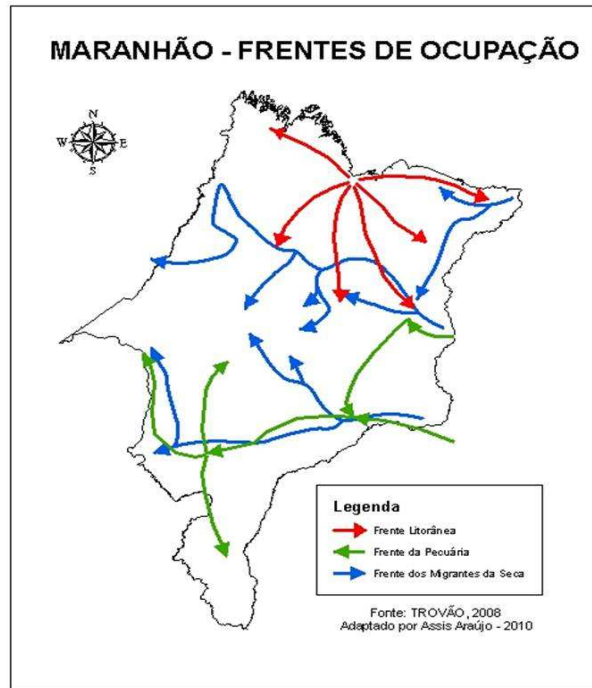 MARANHÃO - FRENTES DE OCUPAÇÃO
N
W E
S
Legenda
Frente Litorânea
Frente da Pecuária
Frente dos Migrantes da Seca
Fonte: TROVÃO, 2008
Adaptado por Assis Araújo - 2010